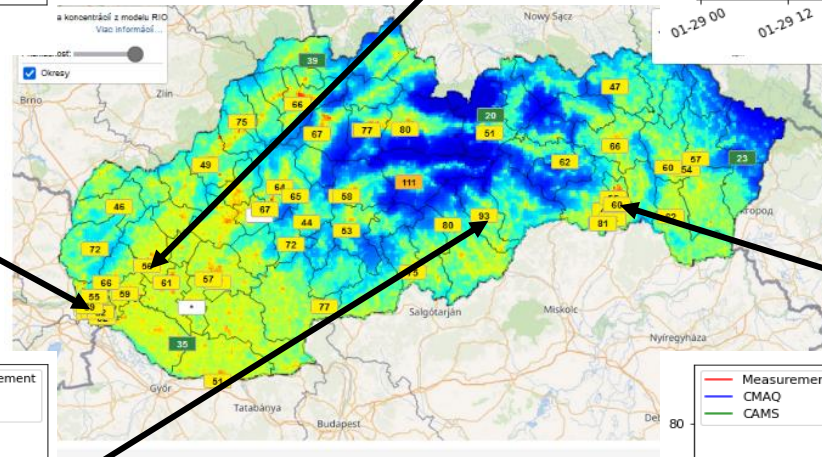 a koncentrácií z modelu RIO
Viac informácií...
Okresy
Nowy Sącz
01-29 00
01-29 12
Brno
Zlín
39
47
66
75
67
77
80
20
51
66
49
62
60
57
54
23
111
64
65
58
67
46
44
53
80
93
60
81
72
72
66
61
57
55
59
77
35
Salgótarján
Miskolc
Nyíregyháza
Győr
51
Tatabánya
Budapest
ement
Measuremen
CMAQ
CAMS
80